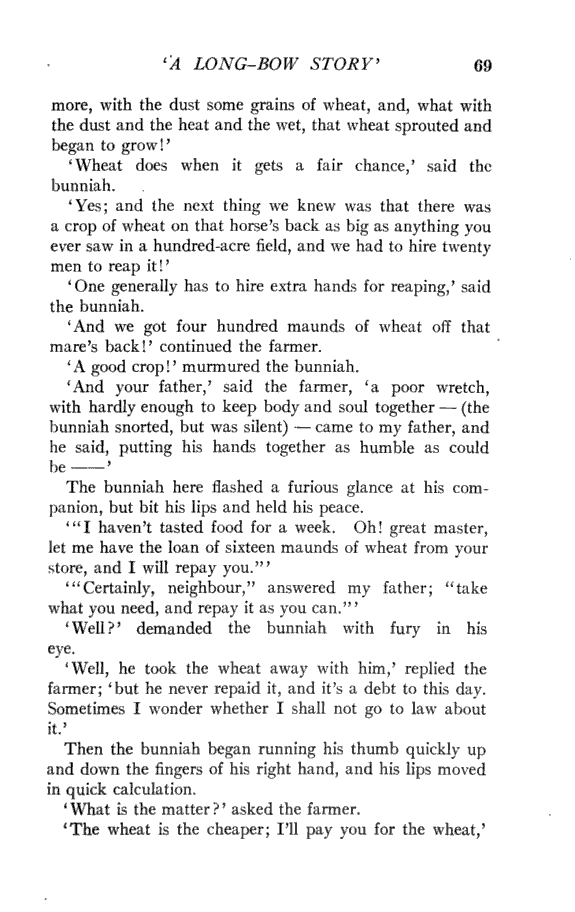 'A LONG-BOW STORY' 69
more, with the dust some grains of wheat, and, what with
the dust and the heat and the wet, that wheat sprouted and
began to grow!'
'Wheat does when it gets a fair chance,' said the
bunniah.
'Yes; and the next thing we knew was that there was
a crop of wheat on that horse's back as big as anything you
ever saw in a hundred-acre field, and we had to hire twenty
men to reap it!'
'One generally has to hire extra hands for reaping,' said
the bunniah.
'And we got four hundred maunds of wheat off that
mare's back!' continued the farmer.
'A good crop!' murmured the bunniah.
'And your father,' said the farmer, 'a poor wretch,
with hardly enough to keep body and soul together — (the
bunniah snorted, but was silent) — came to my father, and
he said, putting his hands together as humble as could
be ——'
The bunniah here flashed a furious glance at his com-
panion, but bit his lips and held his peace.
'"I haven't tasted food for a week. Oh! great master,
let me have the loan of sixteen maunds of wheat from your
store, and I will repay you."'
'"Certainly, neighbour," answered my father; "take
what you need, and repay it as you can."'
'Well?' demanded the bunniah with fury in his
eye.
'Well, he took the wheat away with him,' replied the
farmer; 'but he never repaid it, and it's a debt to this day.
Sometimes I wonder whether I shall not go to law about
it.'
Then the bunniah began running his thumb quickly up
and down the fingers of his right hand, and his lips moved
in quick calculation.
'What is the matter?' asked the farmer.
'The wheat is the cheaper; I'll pay you for the wheat,'